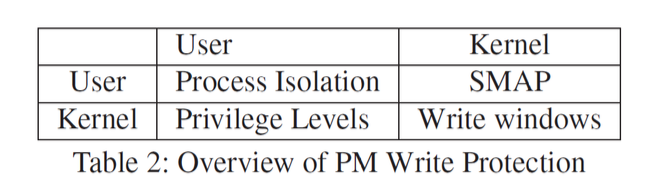 User Kernel
User Process Isolation SMAP
Kernel Privilege Levels Write windows
Table 2: Overview of PM Write Protection